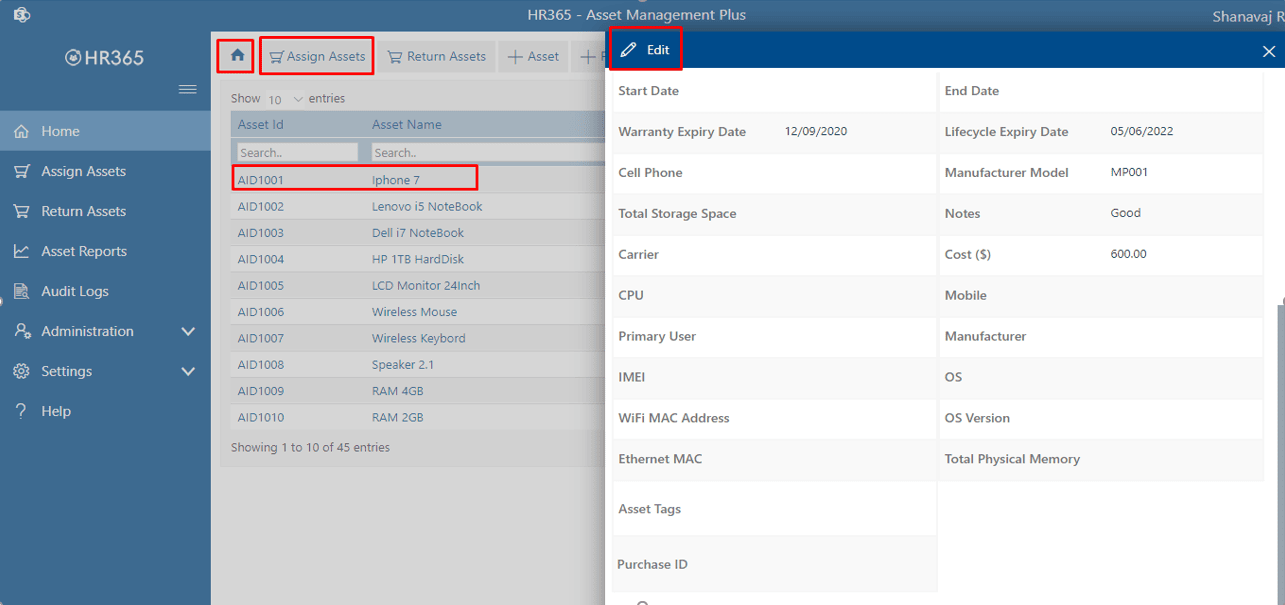 HR365 - Asset Management Plus
Shanavaj R
HR365
Home
Assign Assets
Return Assets
Asset Reports
Audit Logs
Administration
Settings
Help
Assign Assets
Return Assets
Asset
Show 10 entries
Asset Id Asset Name
Search.. Search..
AID1001 Iphone 7
AID1002 Lenovo i5 NoteBook
AID1003 Dell i7 NoteBook
AID1004 HP 1TB HardDisk
AID1005 LCD Monitor 24Inch
AID1006 Wireless Mouse
AID1007 Wireless Keybord
AID1008 Speaker 2.1
AID1009 RAM 4GB
AID1010 RAM 2GB
Showing 1 to 10 of 45 entries
Edit
Start Date End Date
Warranty Expiry Date 12/09/2020 Lifecycle Expiry Date 05/06/2022
Cell Phone Manufacturer Model MP001
Total Storage Space Notes Good
Carrier Cost ($) 600.00
CPU Mobile
Primary User Manufacturer
IMEI OS
WiFi MAC Address OS Version
Ethernet MAC Total Physical Memory
Asset Tags
Purchase ID